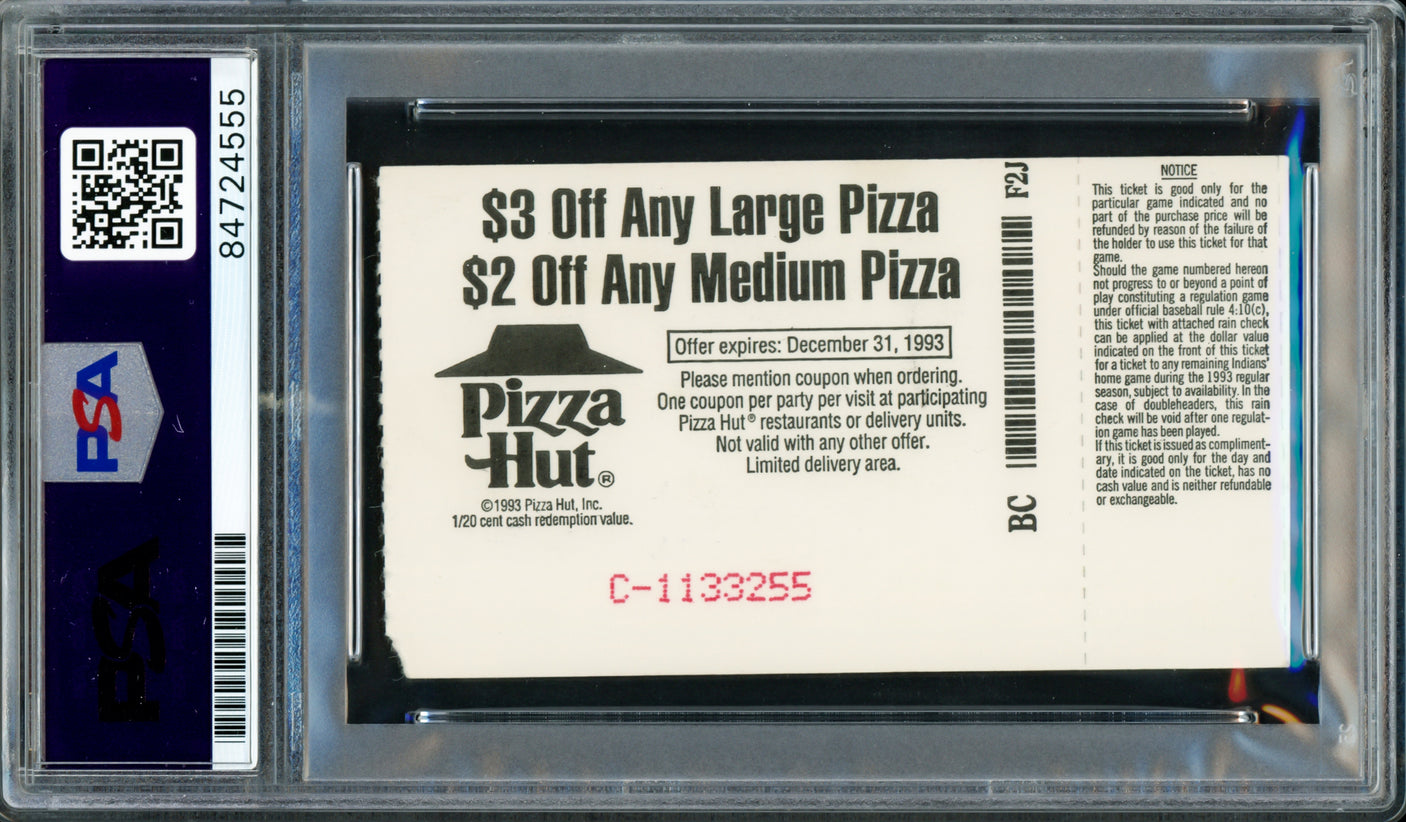 84724555
PSA
PSA
$3 Off Any Large Pizza
$2 Off Any Medium Pizza
Pizza
Hut®
©1993 Pizza Hut, Inc.
1/20 cent cash redemption value.
Offer expires: December 31, 1993
Please mention coupon when ordering.
One coupon per party per visit at participating
Pizza Hut® restaurants or delivery units.
Not valid with any other offer.
Limited delivery area.
C-1133255
BC
F2J
NOTICE
This ticket is good only for the
particular game indicated and no
part of the purchase price will be
refunded by reason of the failure of
the holder to use this ticket for that
game.
Should the game numbered hereon
not progress to or beyond a point of
play constituting a regulation game
under official baseball rule 4:10(c),
this ticket with attached rain check
can be applied at the dollar value
indicated on the front of this ticket
for a ticket to any remaining Indians'
home game during the 1993 regular
season, subject to availability. In the
case of doubleheaders, this rain
check will be void after one regulat-
ion game has been played.
If this ticket is issued as compliment-
ary, it is good only for the day and
date indicated on the ticket, has no
cash value and is neither refundable
or exchangeable.